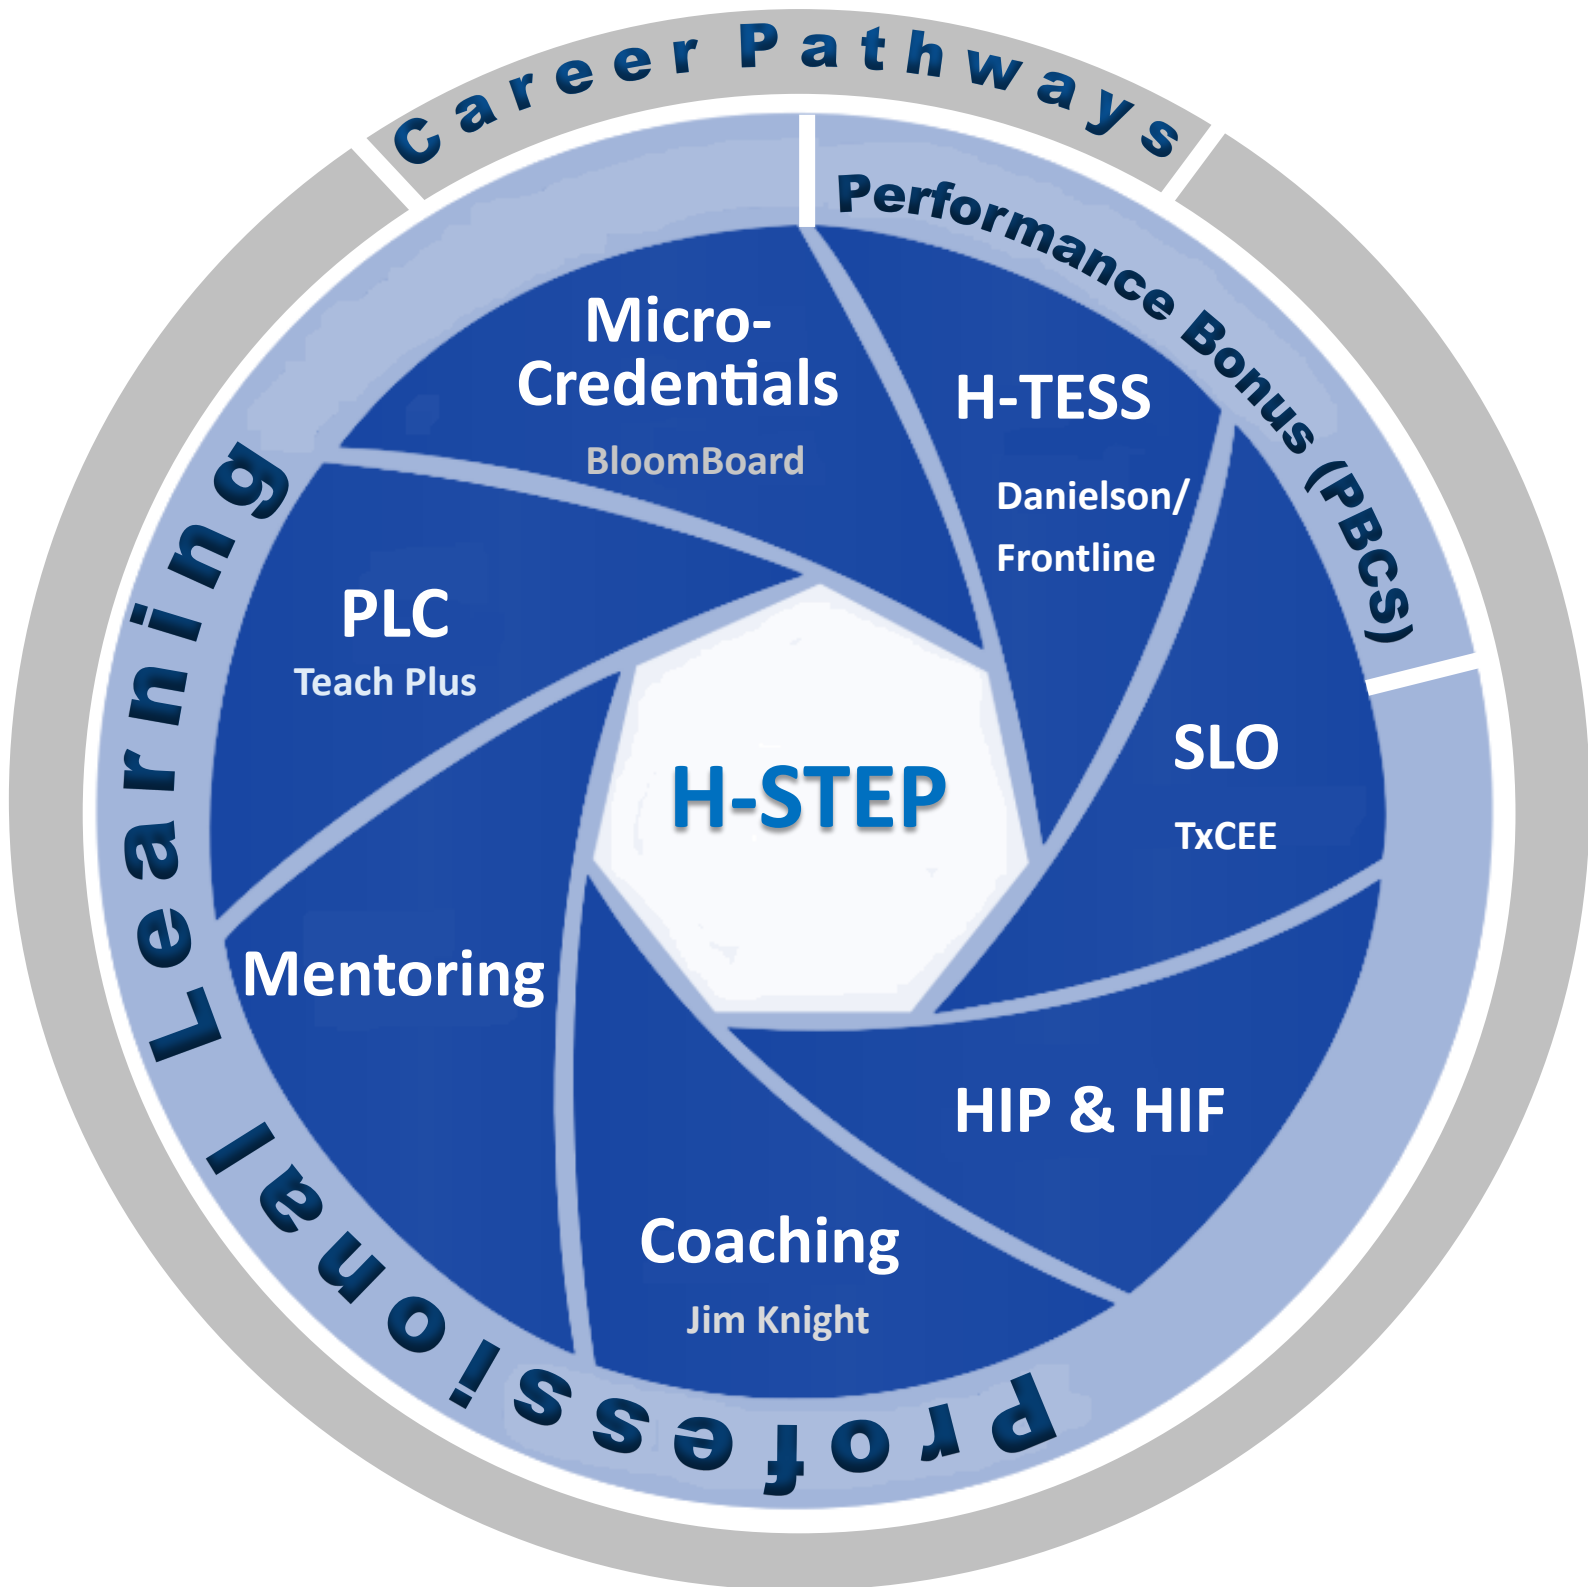 Career Pathways
Performance Bonus (PBCS)
Professional Learning
Micro-
Credentials
BloomBoard
H-TESS
Danielson/
Frontline
PLC
Teach Plus
H-STEP
SLO
TxCEE
Mentoring
HIP & HIF
Coaching
Jim Knight